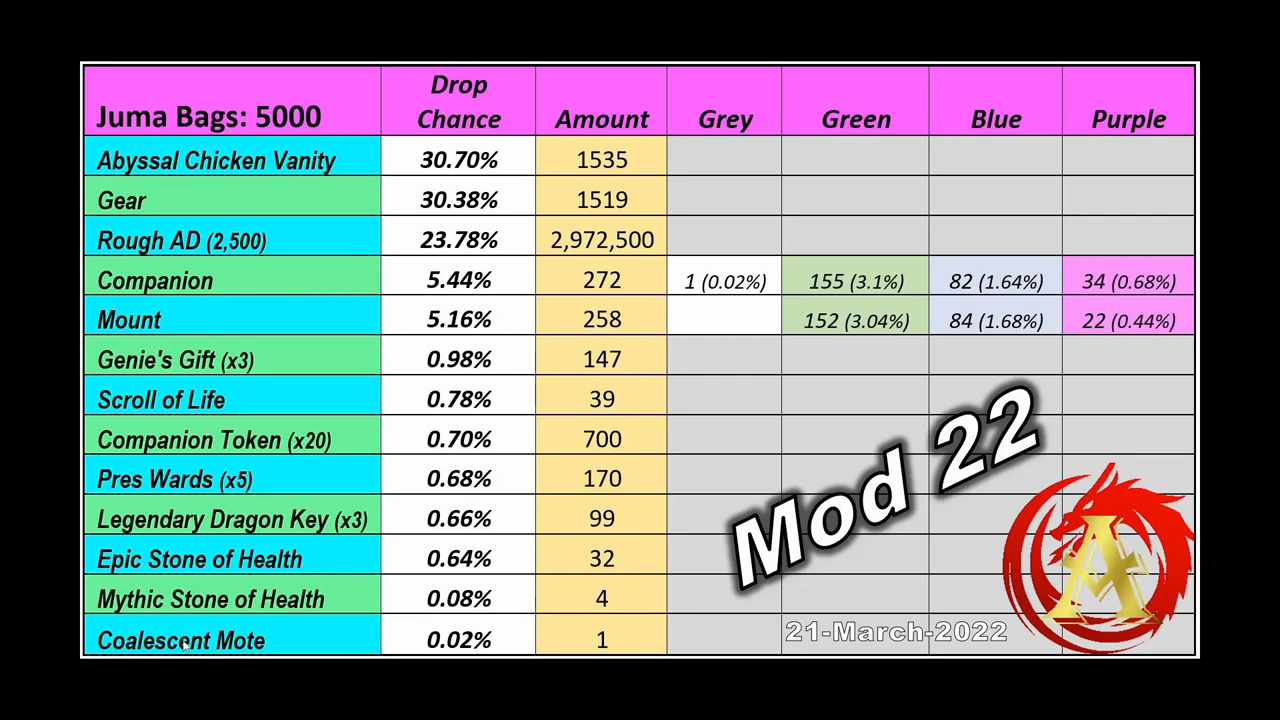 Juma Bags: 5000 Drop Chance Amount Grey Green Blue Purple
Abyssal Chicken Vanity 30.70% 1535
Gear 30.38% 1519
Rough AD (2,500) 23.78% 2,972,500
Companion 5.44% 272 1 (0.02%) 155 (3.1%) 82 (1.64%) 34 (0.68%)
Mount 5.16% 258 152 (3.04%) 84 (1.68%) 22 (0.44%)
Genie's Gift (x3) 0.98% 147
Scroll of Life 0.78% 39
Companion Token (x20) 0.70% 700
Pres Wards (x5) 0.68% 170
Legendary Dragon Key (x3) 0.66% 99
Epic Stone of Health 0.64% 32
Mythic Stone of Health 0.08% 4
Coalescent Mote 0.02% 1
Mod 22
21-March-2022